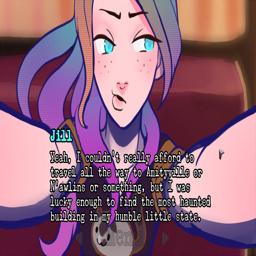 Jill
Yeah, I couldn't really afford to
travel all the way to Amityville or
N'awlins or something, but I was
lucky enough to find the most haunted
building in my humble little state.